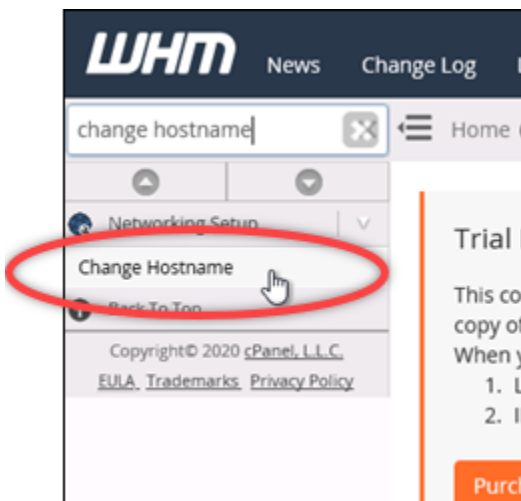 WHM News Change Log
change hostname Home
Networking Setup
Change Hostname
Back To Top
Copyright© 2020 cPanel, L.L.C.
EULA Trademarks Privacy Policy
Trial
This co
copy of
When y
1. L
2. I
Purch